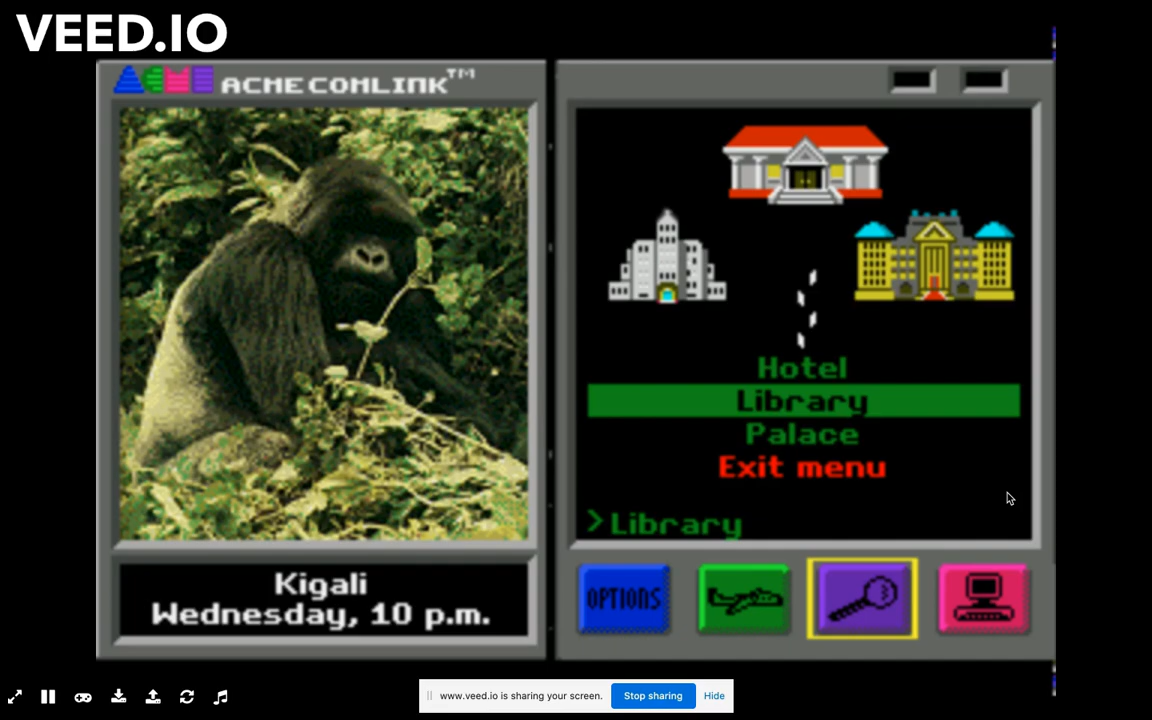 VEED.IO
ACME ACME COMLINK™
Hotel
Library
Palace
Exit menu
>Library
Kigali
Wednesday, 10 p.m.
OPTIONS
www.veed.io is sharing your screen.
Stop sharing
Hide